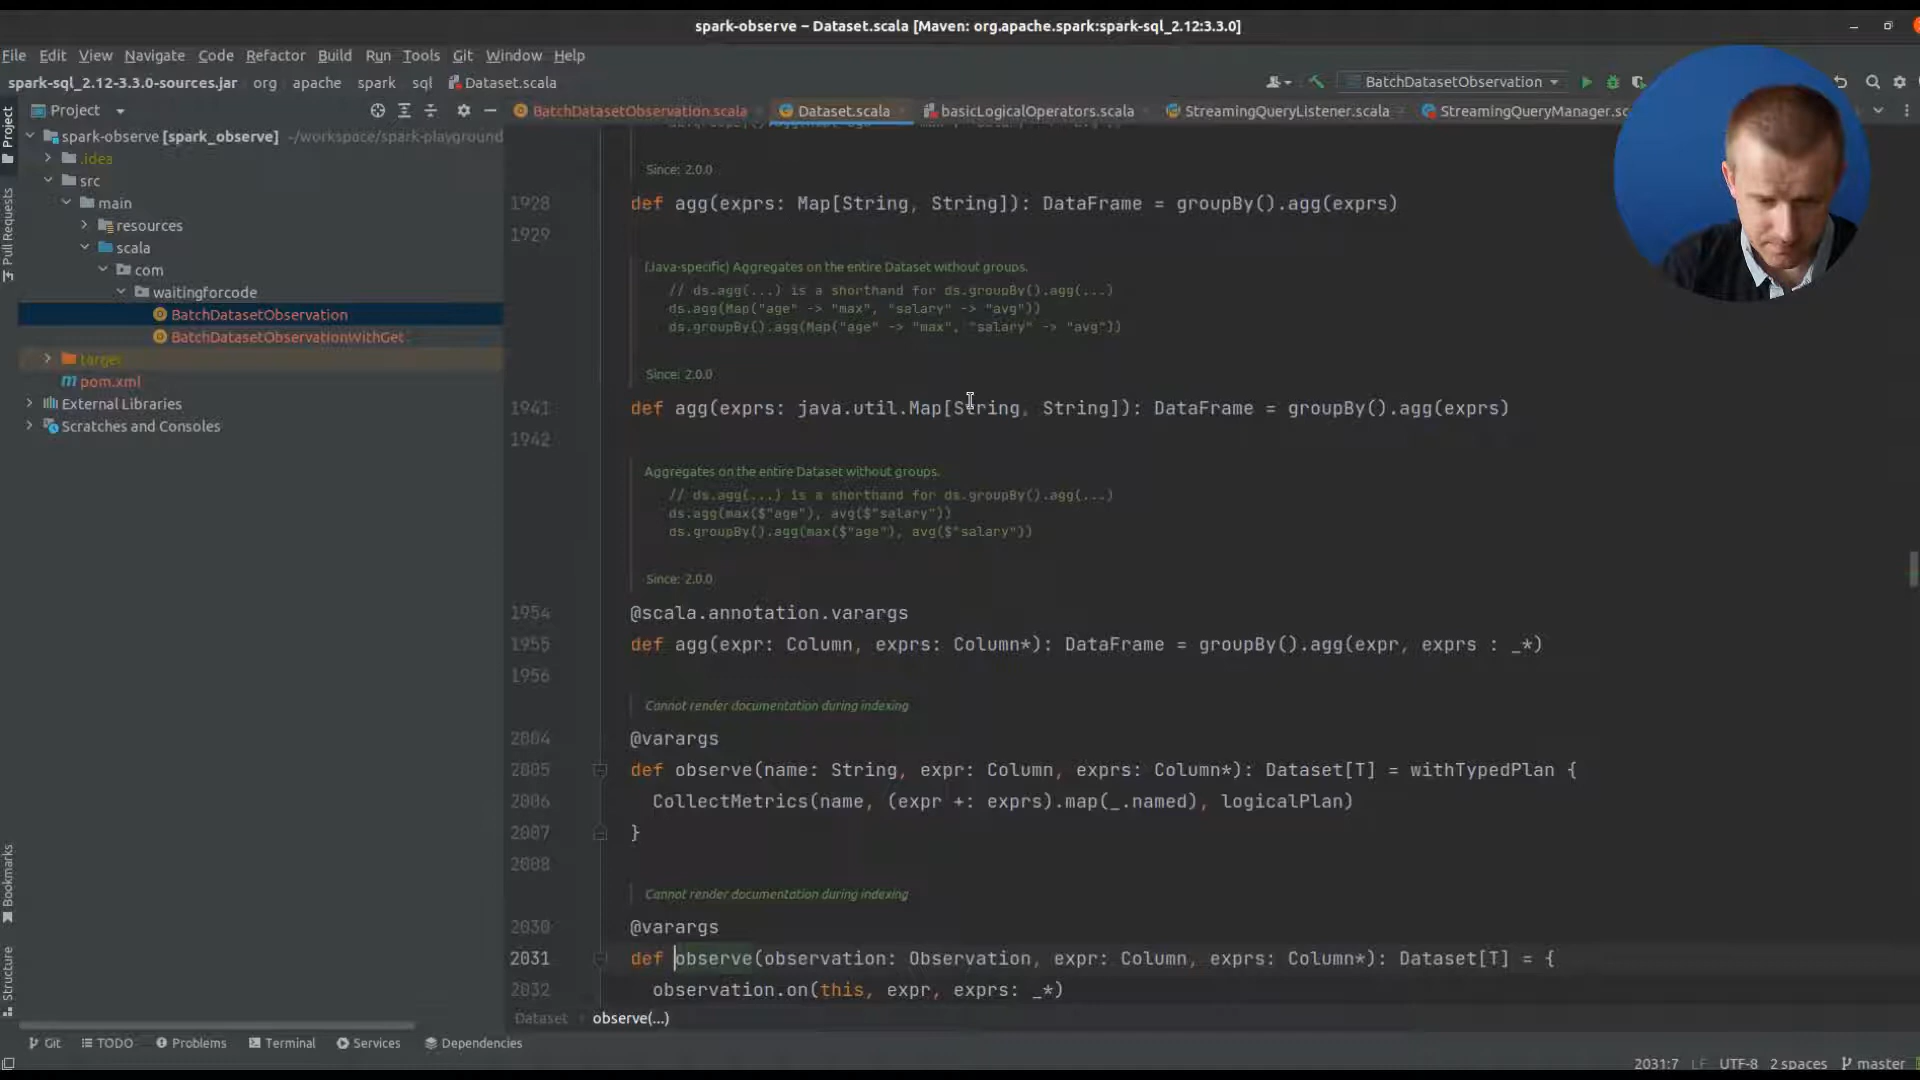 spark-observe – Dataset.scala [Maven: org.apache.spark:spark-sql_2.12:3.3.0]
File Edit View Navigate Code Refactor Build Run Tools Git Window Help
spark-sql_2.12-3.3.0-sources.jar org apache spark sql Dataset.scala BatchDatasetObservation
Project BatchDatasetObservation.scala Dataset.scala basicLogicalOperators.scala StreamingQueryListener.scala StreamingQueryManager.sc
Project
Pull Requests
Bookmarks
Structure
spark-observe [spark_observe] ~/workspace/spark-playground
.idea
src
main
resources
scala
com
waitingforcode
BatchDatasetObservation
BatchDatasetObservationWithGet
target
pom.xml
External Libraries
Scratches and Consoles
Since: 2.0.0
1928 def agg(exprs: Map[String, String]): DataFrame = groupBy().agg(exprs)
1929
(Java-specific) Aggregates on the entire Dataset without groups.
// ds.agg(...) is a shorthand for ds.groupBy().agg(...)
ds.agg(Map("age" -> "max", "salary" -> "avg"))
ds.groupBy().agg(Map("age" -> "max", "salary" -> "avg"))
Since: 2.0.0
1941 def agg(exprs: java.util.Map[String, String]): DataFrame = groupBy().agg(exprs)
1942
Aggregates on the entire Dataset without groups.
// ds.agg(...) is a shorthand for ds.groupBy().agg(...)
ds.agg(max($"age"), avg($"salary"))
ds.groupBy().agg(max($"age"), avg($"salary"))
Since: 2.0.0
1954 @scala.annotation.varargs
1955 def agg(expr: Column, exprs: Column*): DataFrame = groupBy().agg(expr, exprs : _*)
1956
Cannot render documentation during indexing
2004 @varargs
2005 def observe(name: String, expr: Column, exprs: Column*): Dataset[T] = withTypedPlan {
2006 CollectMetrics(name, (expr +: exprs).map(_.named), logicalPlan)
2007 }
2008
Cannot render documentation during indexing
2030 @varargs
2031 def observe(observation: Observation, expr: Column, exprs: Column*): Dataset[T] = {
2032 observation.on(this, expr, exprs: _*)
Dataset observe(...)
Git TODO Problems Terminal Services Dependencies
2031:7 LF UTF-8 2 spaces master